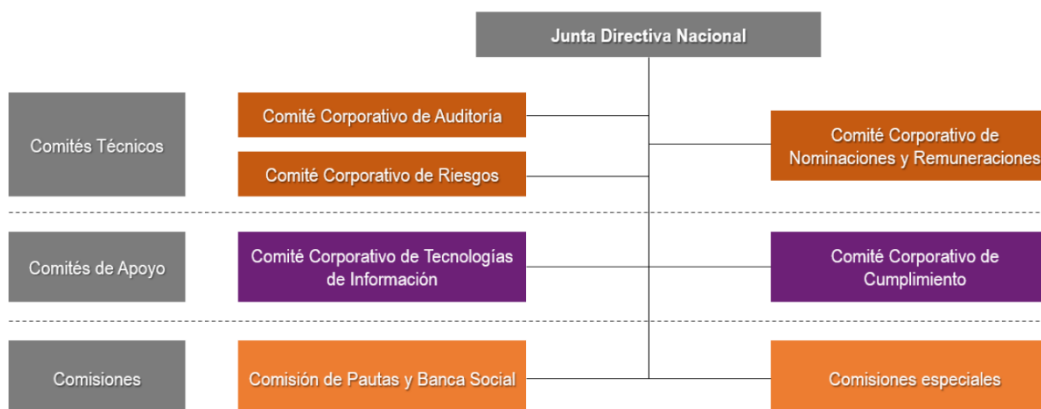 Junta Directiva Nacional
Comités Técnicos
Comité Corporativo de Auditoría
Comité Corporativo de Riesgos
Comité Corporativo de
Nominaciones y Remuneraciones
Comités de Apoyo
Comité Corporativo de Tecnologías
de Información
Comité Corporativo de
Cumplimiento
Comisiones
Comisión de Pautas y Banca Social
Comisiones especiales